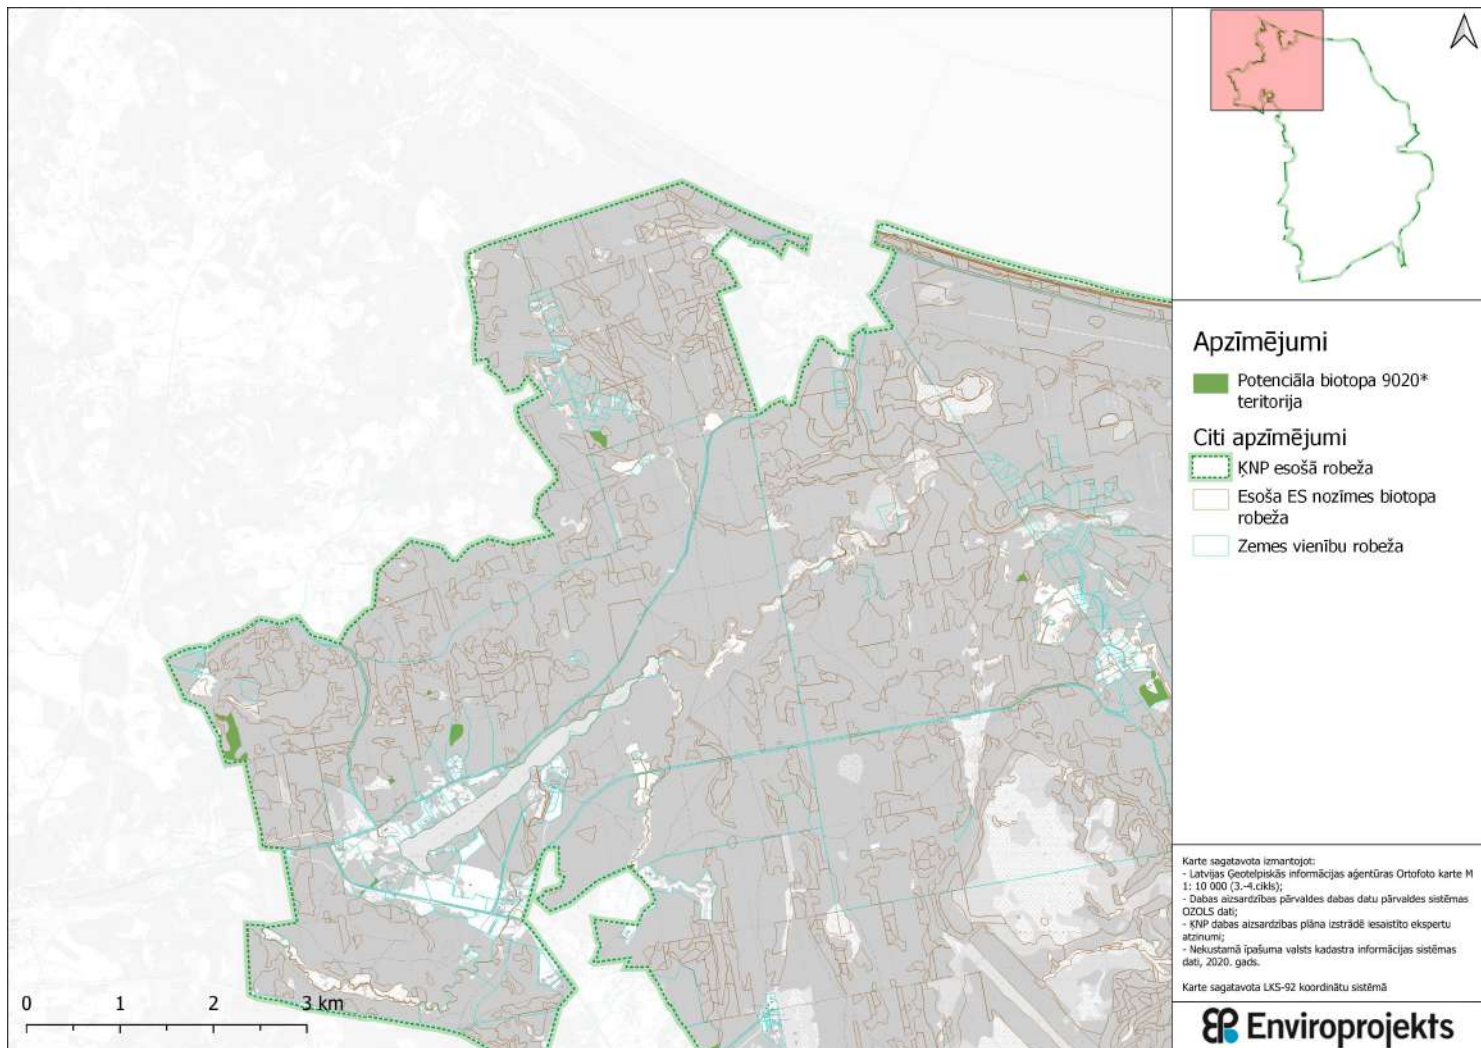 Apzīmējumi
Potenciāla biotopa 9020*
teritorija
Citi apzīmējumi
ĶNP esošā robeža
Esoša ES nozīmes biotopa
robeža
Zemes vienību robeža
Karte sagatavota izmantojot:
- Latvijas Ģeotelpiskās informācijas aģentūras Ortofoto karte M
1: 10 000 (3.-4.cikls);
- Dabas aizsardzības pārvaldes dabas datu pārvaldes sistēmas
OZOLS dati;
- ĶNP dabas aizsardzības plāna izstrādē iesaistīto ekspertu
atzinumi;
- Nekustamā īpašuma valsts kadastra informācijas sistēmas
dati, 2020. gads.
Karte sagatavota LKS-92 koordinātu sistēmā
0 1 2 3 km
Enviroprojekts